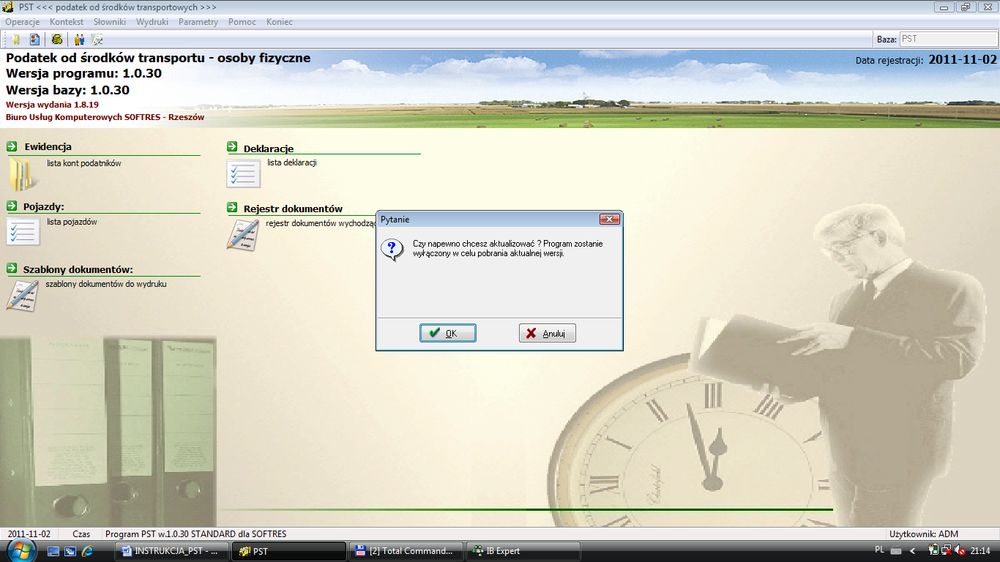 PST <<< podatek od środków transportowych >>>
Operacje Kontekst Słowniki Wydruki Parametry Pomoc Koniec
Baza: PST
Podatek od środków transportu - osoby fizyczne
Data rejestracji: 2011-11-02
Wersja programu: 1.0.30
Wersja bazy: 1.0.30
Wersja wydania 1.8.19
Biuro Usług Komputerowych SOFTRES - Rzeszów
Ewidencja
lista kont podatników
Deklaracje
lista deklaracji
Pojazdy:
lista pojazdów
Rejestr dokumentów
rejestr dokumentów wychodząc
Szablony dokumentów:
szablony dokumentów do wydruku
Pytanie
Czy napewno chcesz aktualizować ? Program zostanie
wyłączony w celu pobrania aktualnej wersji.
OK Anuluj
2011-11-02 Czas Program PST w.1.0.30 STANDARD dla SOFTRES Użytkownik: ADM
INSTRUKCJA_PST - ... PST [2] Total Command... IB Expert PL 21:14